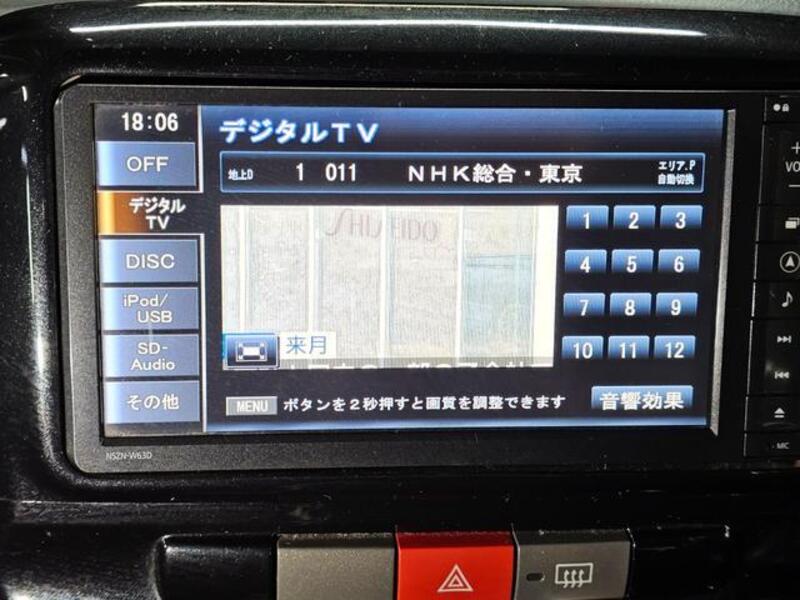 18:06
デジタルTV
OFF
地上D 1 011 NHK総合・東京 エリア.P
自動切換
デジタル
TV
1 2 3
DISC
4 5 6
iPod/
USB
7 8 9
SD-
Audio
来月
10 11 12
その他
MENU ボタンを2秒押すと画質を調整できます
音響効果
NSZN-W63D
VOL
MIC